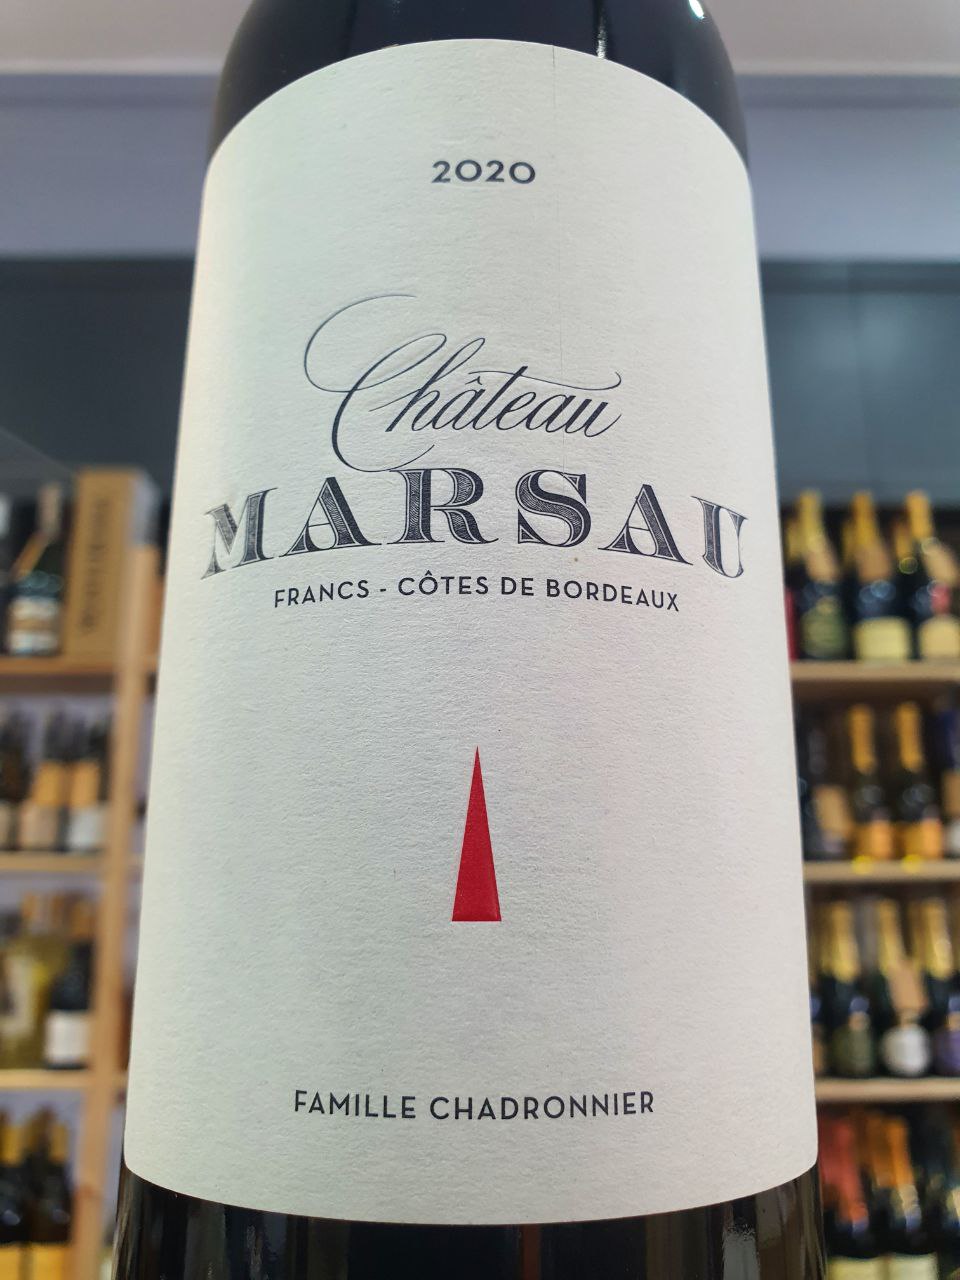 2020
Château
MARSAU
FRANCS - CÔTES DE BORDEAUX
FAMILLE CHADRONNIER